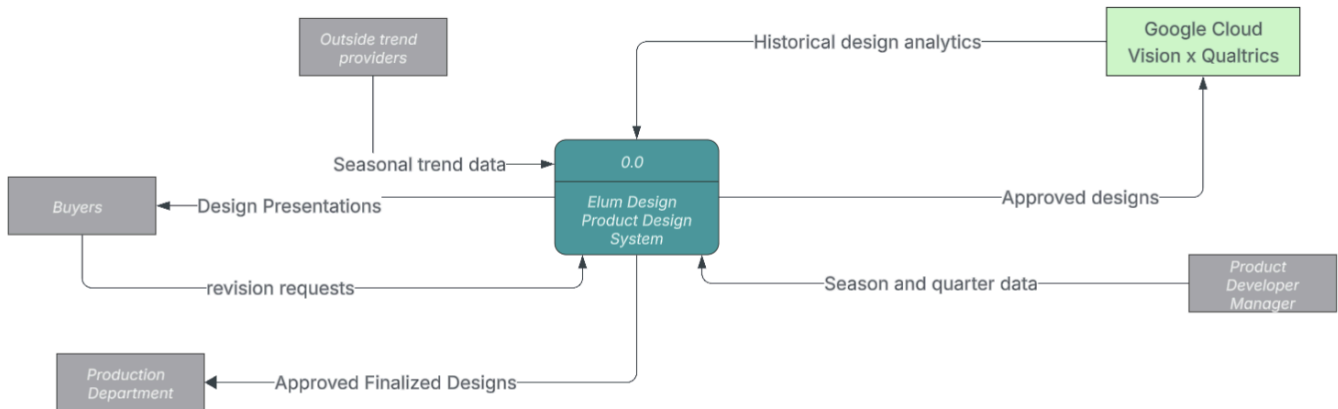 Outside trend
providers
Historical design analytics
Google Cloud
Vision x Qualtrics
Seasonal trend data
0.0
Elum Design
Product Design
System
Buyers
Design Presentations
Approved designs
revision requests
Season and quarter data
Product
Developer
Manager
Production
Department
Approved Finalized Designs